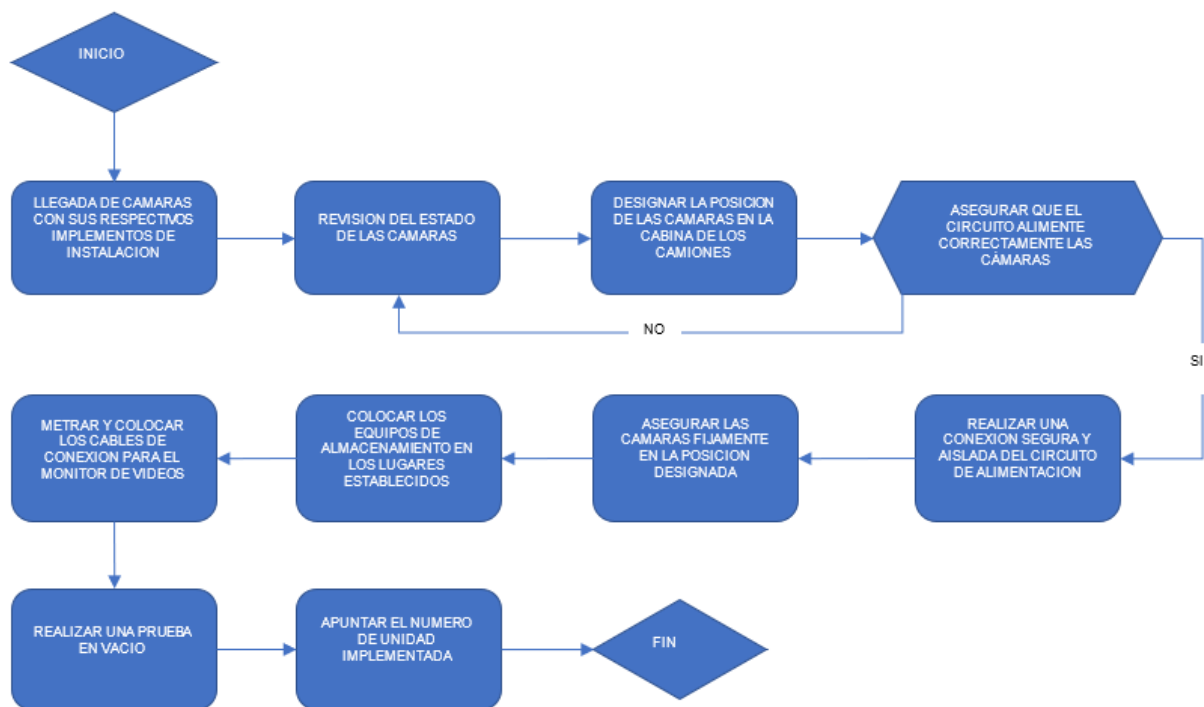 INICIO
LLEGADA DE CAMARAS
CON SUS RESPECTIVOS
IMPLEMENTOS DE
INSTALACION
REVISION DEL ESTADO
DE LAS CAMARAS
DESIGNAR LA POSICION
DE LAS CAMARAS EN LA
CABINA DE LOS
CAMIONES
ASEGURAR QUE EL
CIRCUITO ALIMENTE
CORRECTAMENTE LAS
CÁMARAS
NO
SI
REALIZAR UNA
CONEXION SEGURA Y
AISLADA DEL CIRCUITO
DE ALIMENTACION
ASEGURAR LAS
CAMARAS FIJAMENTE
EN LA POSICION
DESIGNADA
COLOCAR LOS
EQUIPOS DE
ALMACENAMIENTO EN
LOS LUGARES
ESTABLECIDOS
METRAR Y COLOCAR
LOS CABLES DE
CONEXION PARA EL
MONITOR DE VIDEOS
REALIZAR UNA PRUEBA
EN VACIO
APUNTAR EL NUMERO
DE UNIDAD
IMPLEMENTADA
FIN